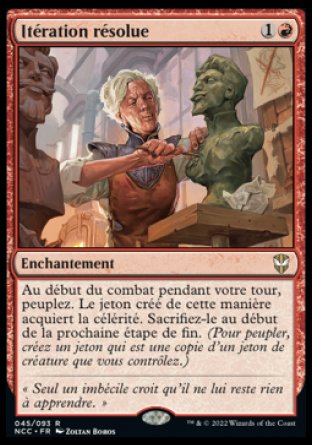 Itération résolue 1
Enchantement
Au début du combat pendant votre tour,
peuplez. Le jeton créé de cette manière
acquiert la célérité. Sacrifiez-le au début
de la prochaine étape de fin. (Pour peupler,
créez un jeton qui est une copie d'un jeton de
créature que vous contrôlez.)
« Seul un imbécile croit qu'il ne lui reste rien
à apprendre. »
045/093 R
NCC • FR Zoltan Boros
™ & © 2022 Wizards of the Coast